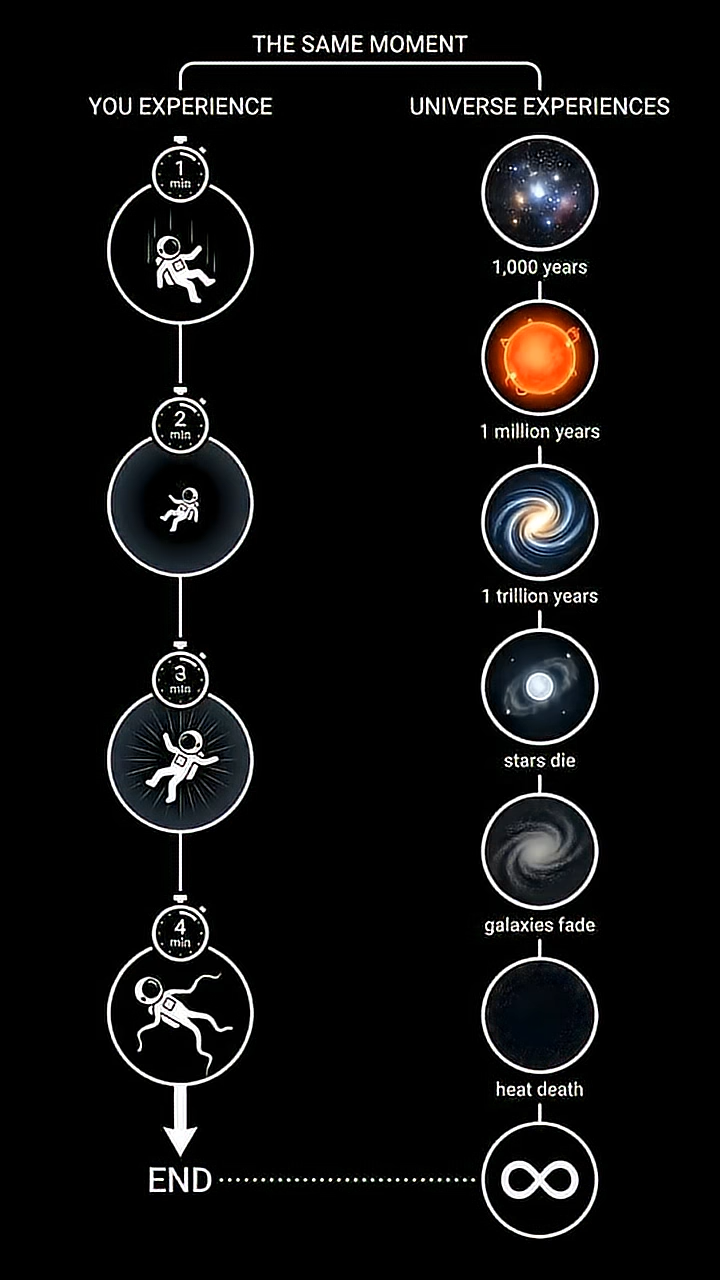 THE SAME MOMENT
YOU EXPERIENCE
1
min
2
min
3
min
4
min
END
UNIVERSE EXPERIENCES
1,000 years
1 million years
1 trillion years
stars die
galaxies fade
heat death
∞